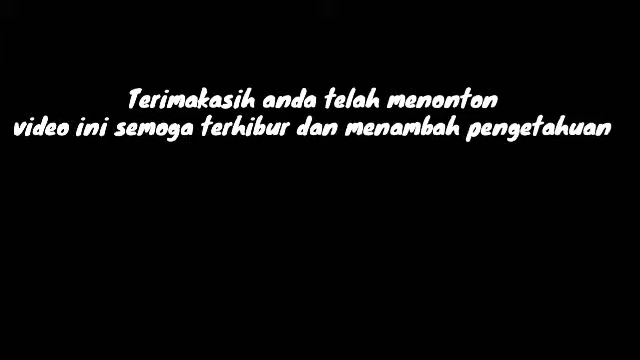 Terimakasih anda telah menonton
video ini semoga terhibur dan menambah pengetahuan